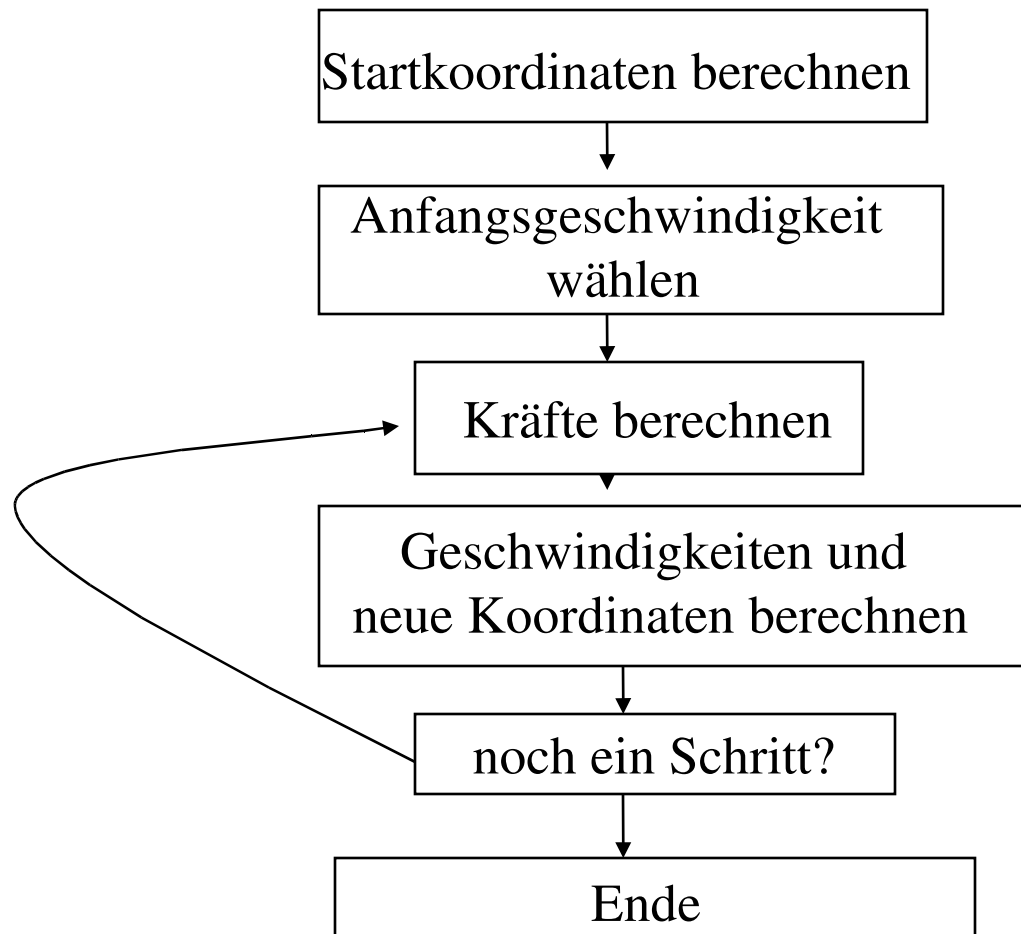 Startkoordinaten berechnen
Anfangsgeschwindigkeit
wählen
Kräfte berechnen
Geschwindigkeiten und
neue Koordinaten berechnen
noch ein Schritt?
Ende